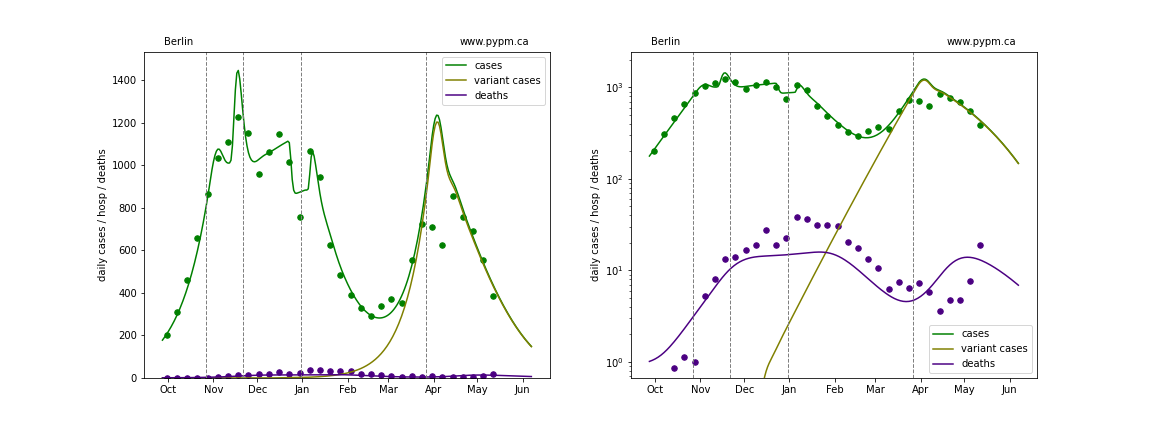 Berlin www.pypm.ca
daily cases / hosp / deaths
1400
1200
1000
800
600
400
200
0
Oct Nov Dec Jan Feb Mar Apr May Jun
cases
variant cases
deaths
Berlin www.pypm.ca
daily cases / hosp / deaths
10³
10²
10¹
10⁰
Oct Nov Dec Jan Feb Mar Apr May Jun
cases
variant cases
deaths